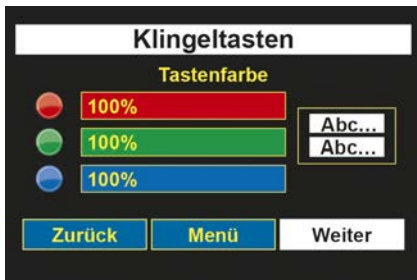 Klingeltasten
Tastenfarbe
100%
Abc...
100%
Abc...
100%
Zurück Menü Weiter